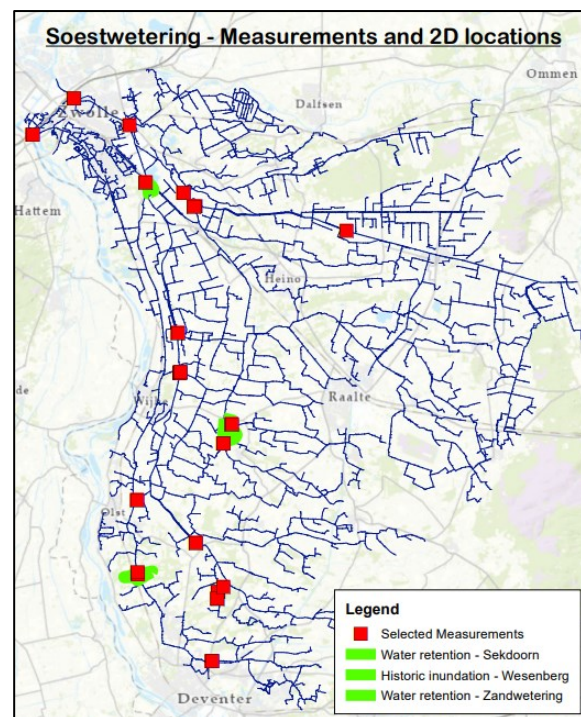 Soestwetering - Measurements and 2D locations
Ommen
Dalfsen
Zwolle
Hattem
Heino
de
Wijhe
Raalte
Olst
Deventer
Legend
Selected Measurements
Water retention - Sekdoorn
Historic inundation - Wesenberg
Water retention - Zandwetering